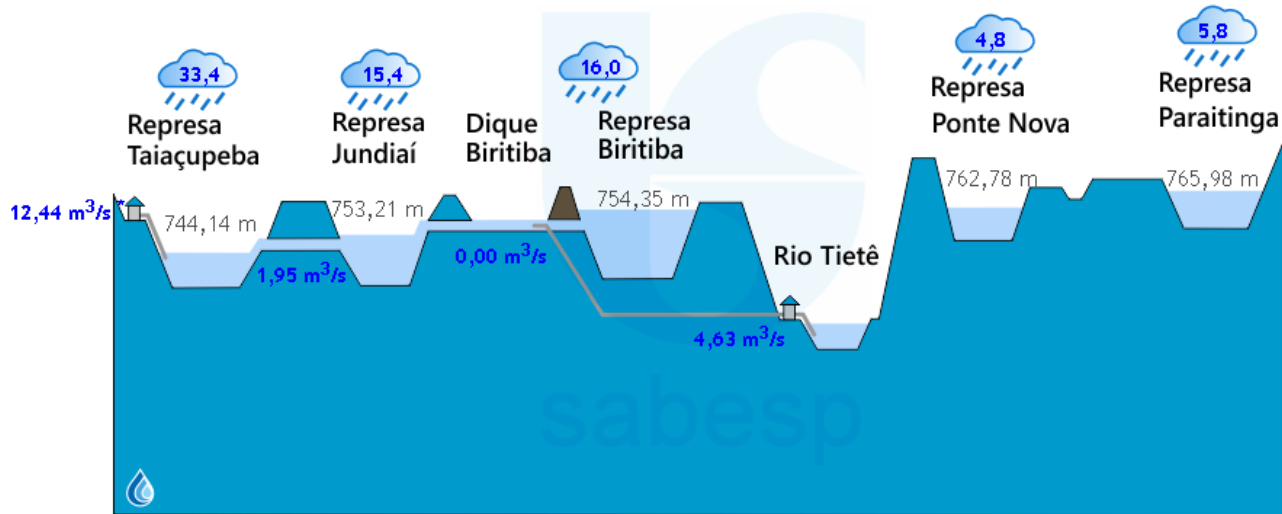 33,4
15,4
16,0
4,8
5,8
Represa
Taiaçupeba
Represa
Jundiaí
Dique
Biritiba
Represa
Biritiba
Represa
Ponte Nova
Represa
Paraitinga
12,44 m³/s
*
744,14 m
753,21 m
754,35 m
762,78 m
765,98 m
1,95 m³/s
0,00 m³/s
Rio Tietê
4,63 m³/s
sabesp